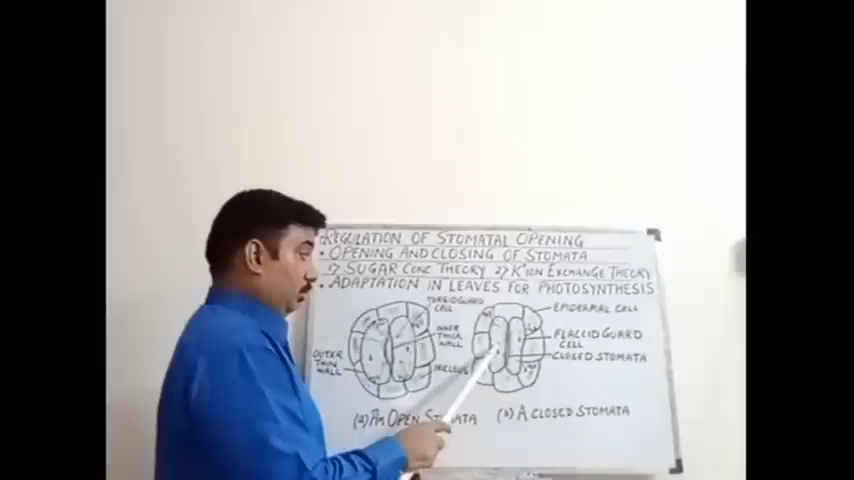 REGULATION OF STOMATAL OPENING
• OPENING AND CLOSING OF STOMATA
1) SUGAR CONC THEORY 2) K⁺ION EXCHANGE THEORY
• ADAPTATION IN LEAVES FOR PHOTOSYNTHESIS
TURGID GUARD
CELL
INNER
THICK
WALL
OUTER
THIN
WALL
NUCLEUS
EPIDERMAL CELL
FLACCID GUARD
CELL
CLOSED STOMATA
(a) AN OPEN STOMATA
(b) A CLOSED STOMATA